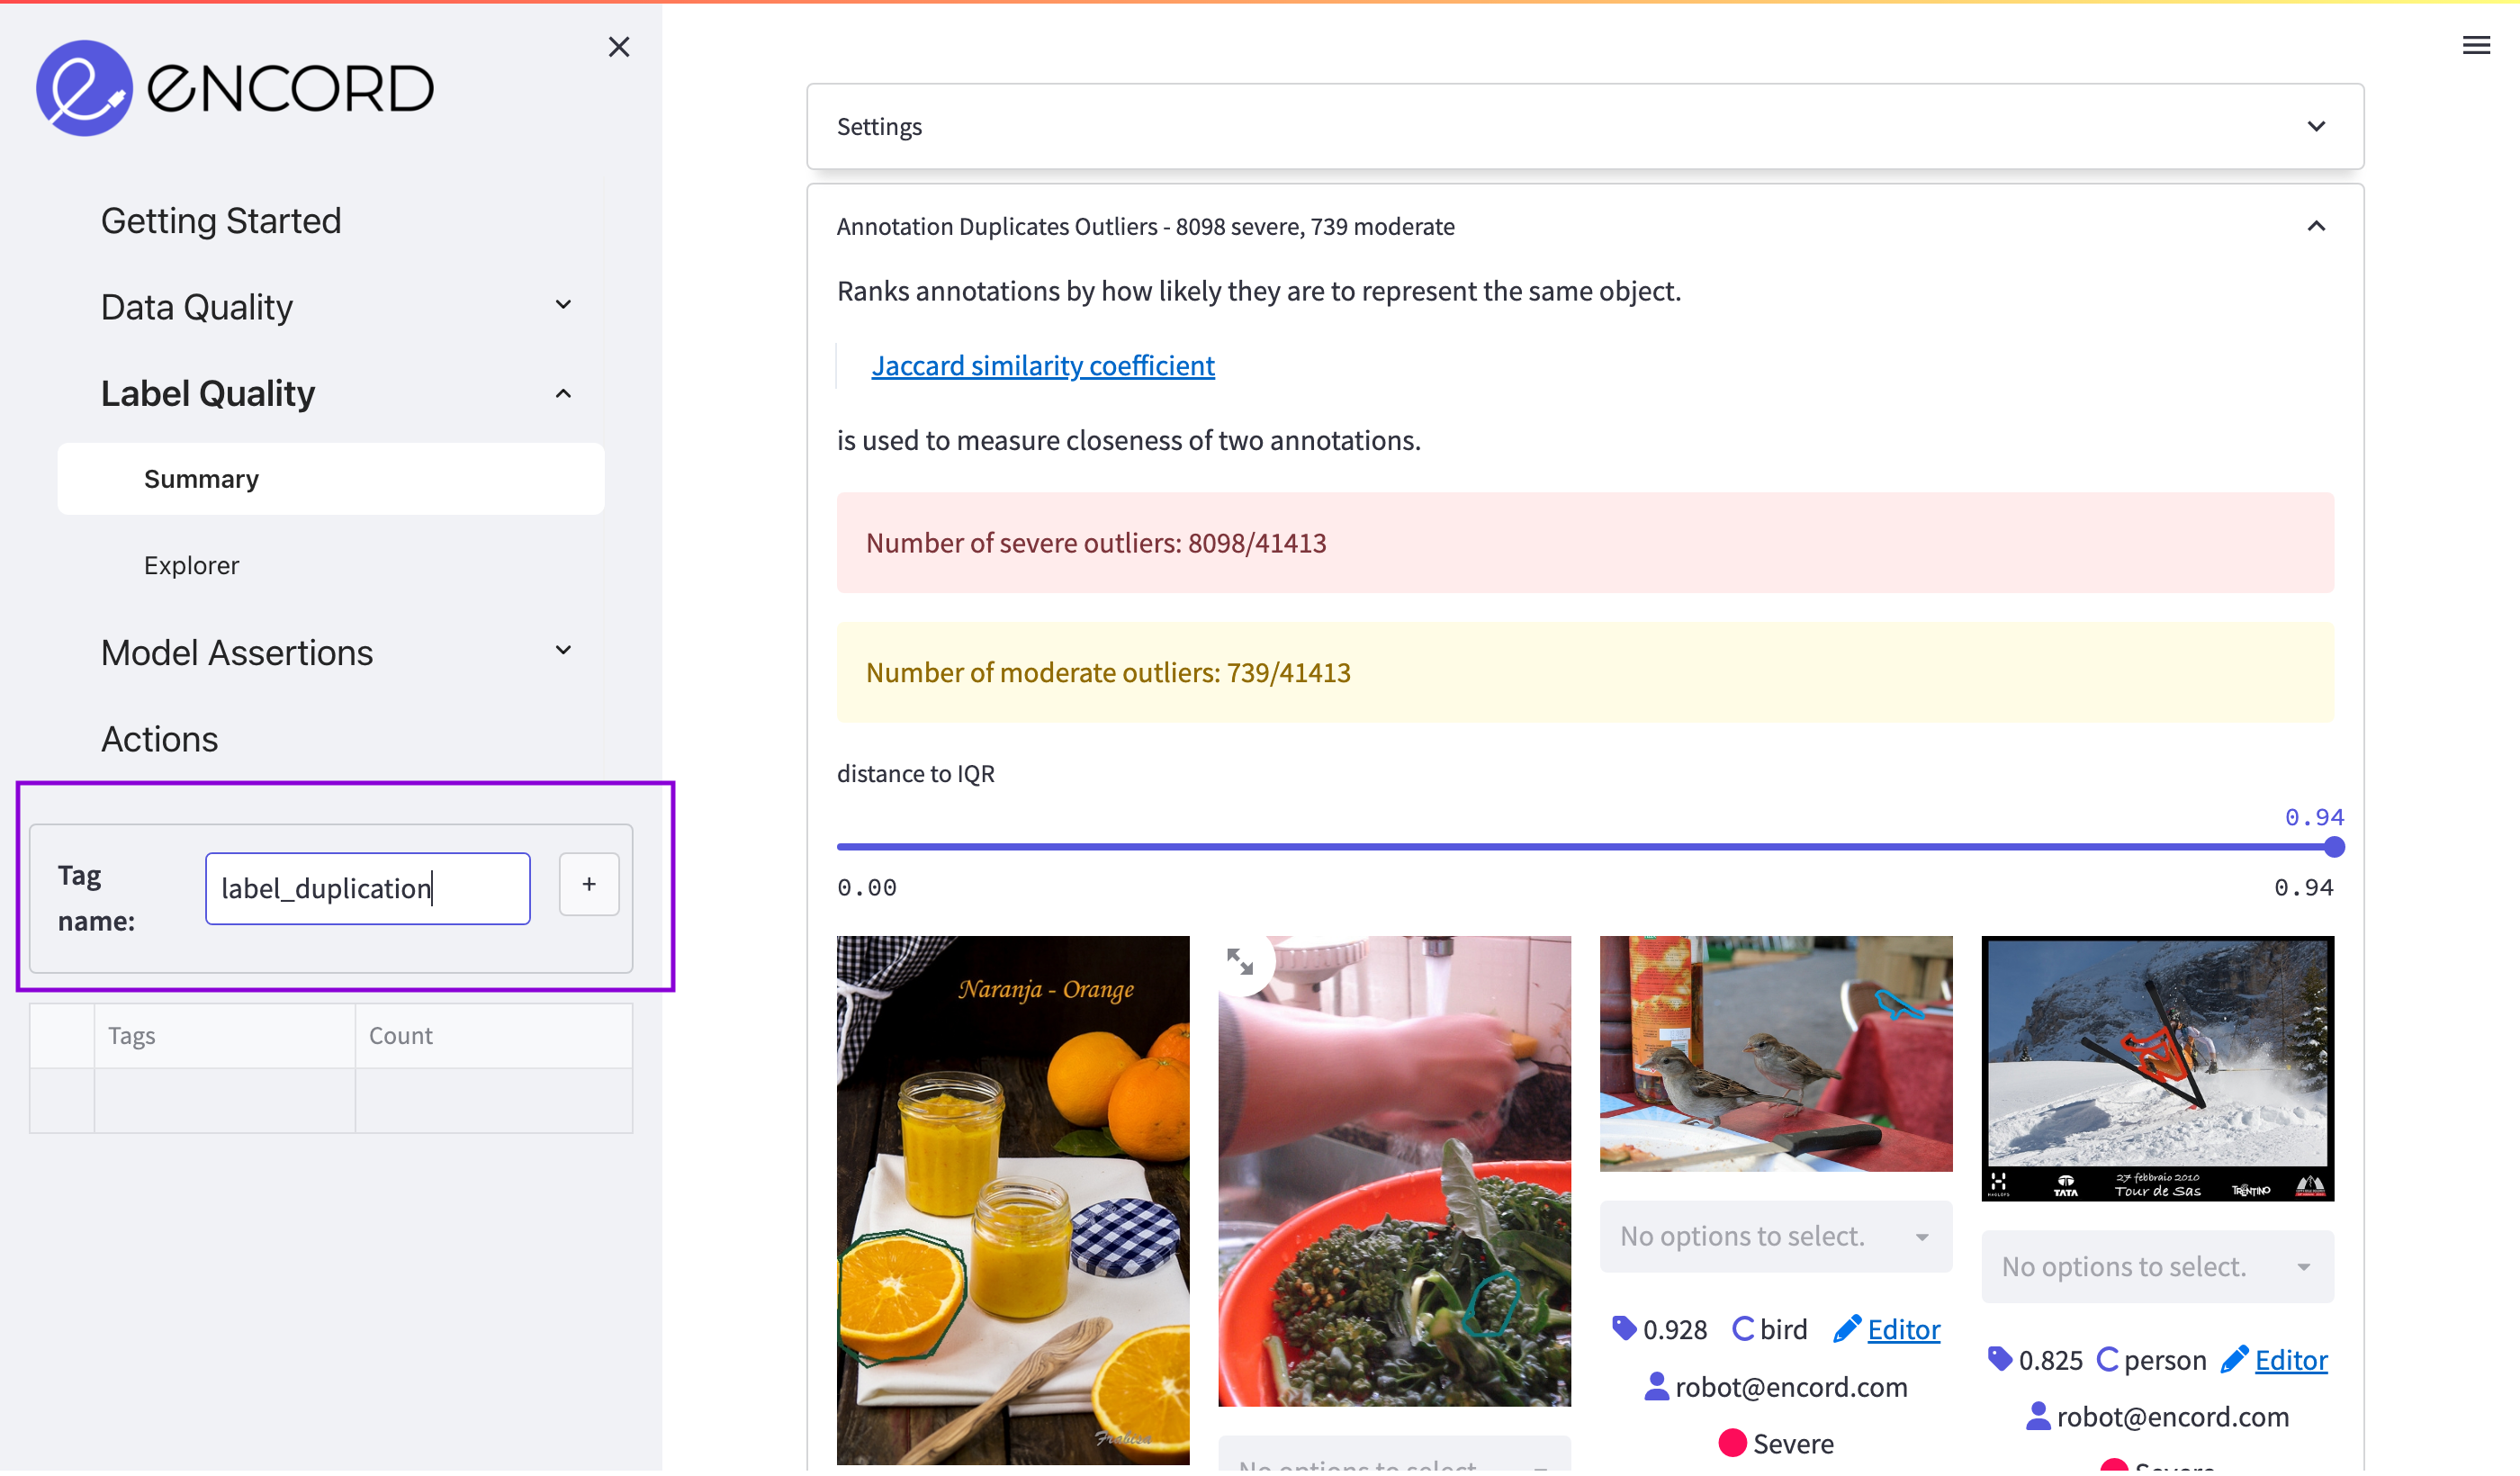 ENCORD
Getting Started
Data Quality
Label Quality
Summary
Explorer
Model Assertions
Actions
Tag
name:
label_duplication
+
Tags Count
Settings
Annotation Duplicates Outliers - 8098 severe, 739 moderate
Ranks annotations by how likely they are to represent the same object.
Jaccard similarity coefficient
is used to measure closeness of two annotations.
Number of severe outliers: 8098/41413
Number of moderate outliers: 739/41413
distance to IQR
0.94
0.00 0.94
Naranja - Orange
27 febbraio 2010
TATA Tour de Sas TRENTINO
No options to select.
No options to select.
0.928 bird Editor
0.825 person Editor
robot@encord.com
robot@encord.com
Severe
Severe
No options to select.